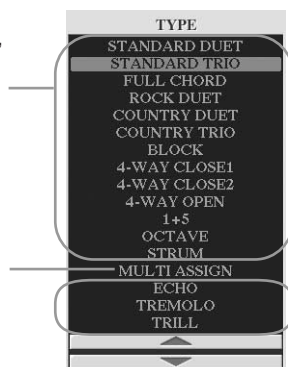 TYPE
STANDARD DUET
STANDARD TRIO
FULL CHORD
ROCK DUET
COUNTRY DUET
COUNTRY TRIO
BLOCK
4-WAY CLOSE1
4-WAY CLOSE2
4-WAY OPEN
1+5
OCTAVE
STRUM
MULTI ASSIGN
ECHO
TREMOLO
TRILL